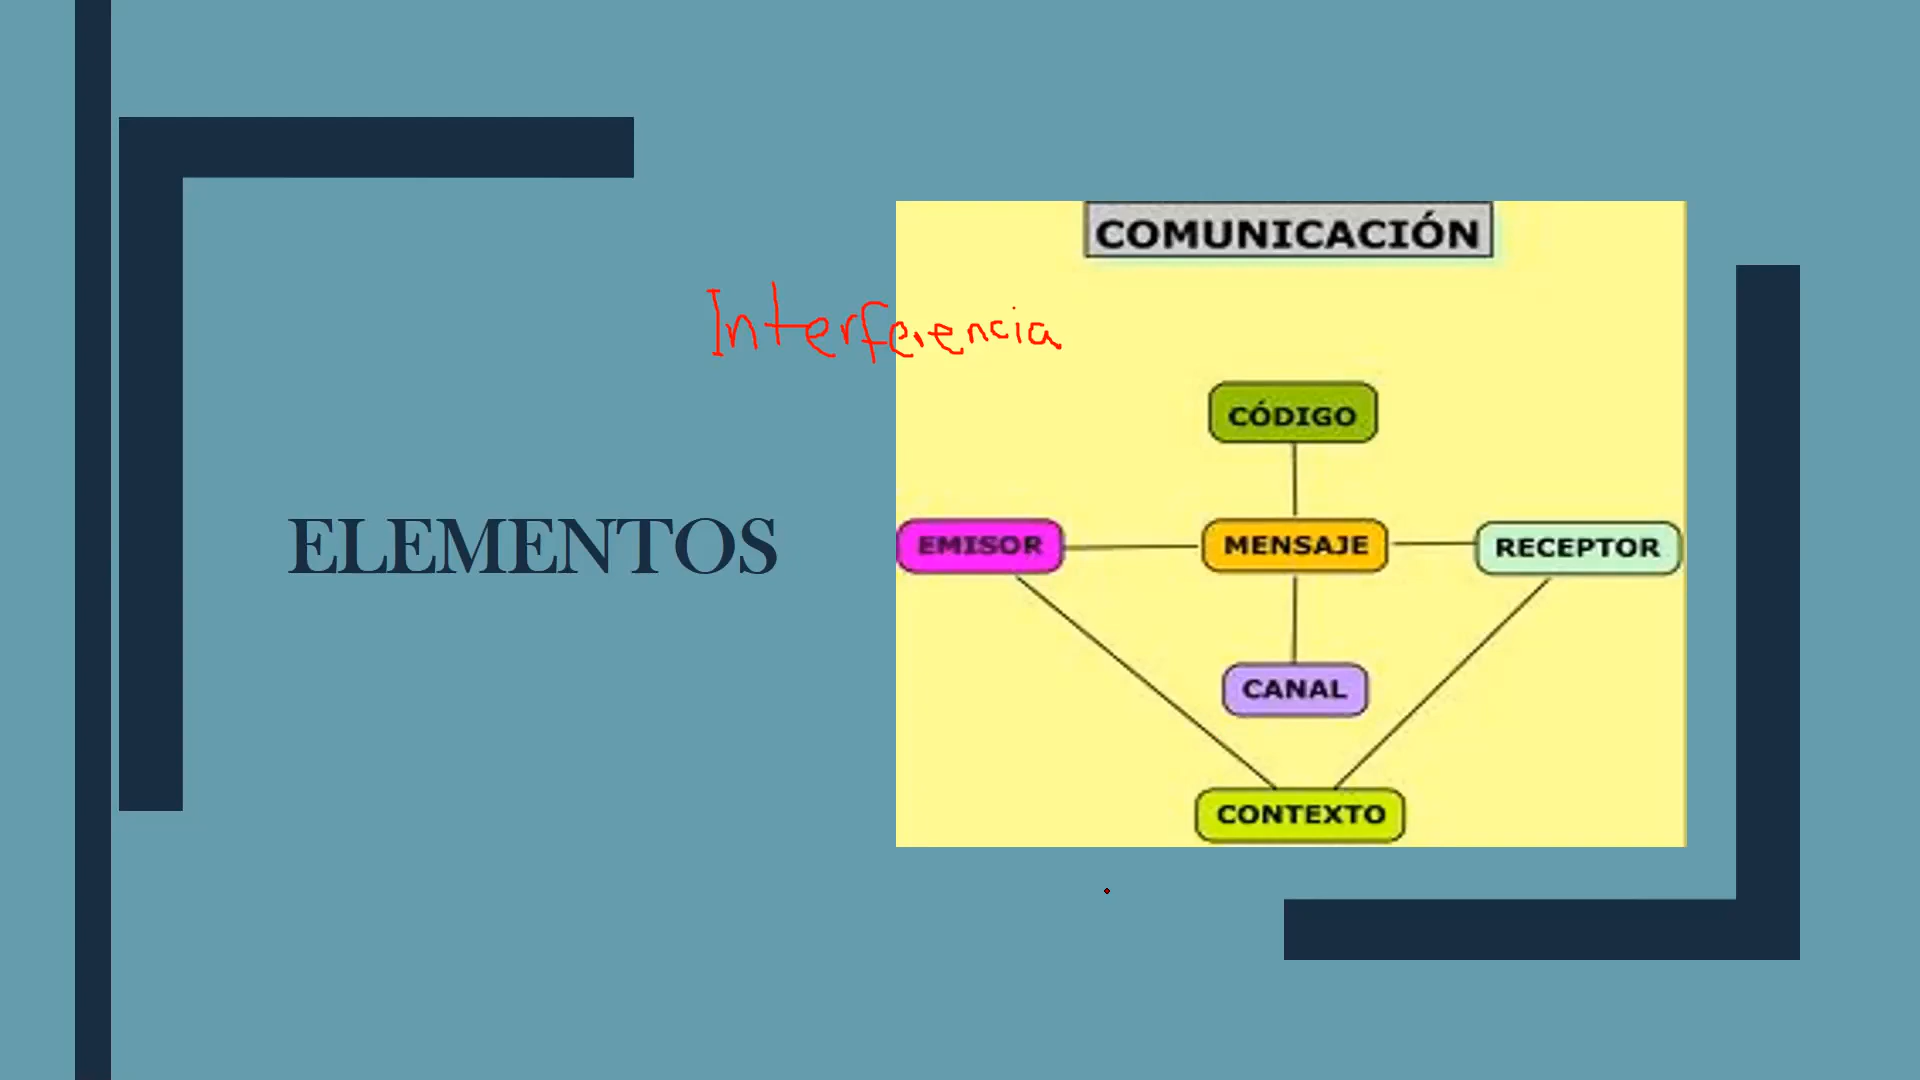 COMUNICACIÓN
Interferencia
CÓDIGO
ELEMENTOS
EMISOR
MENSAJE
RECEPTOR
CANAL
CONTEXTO